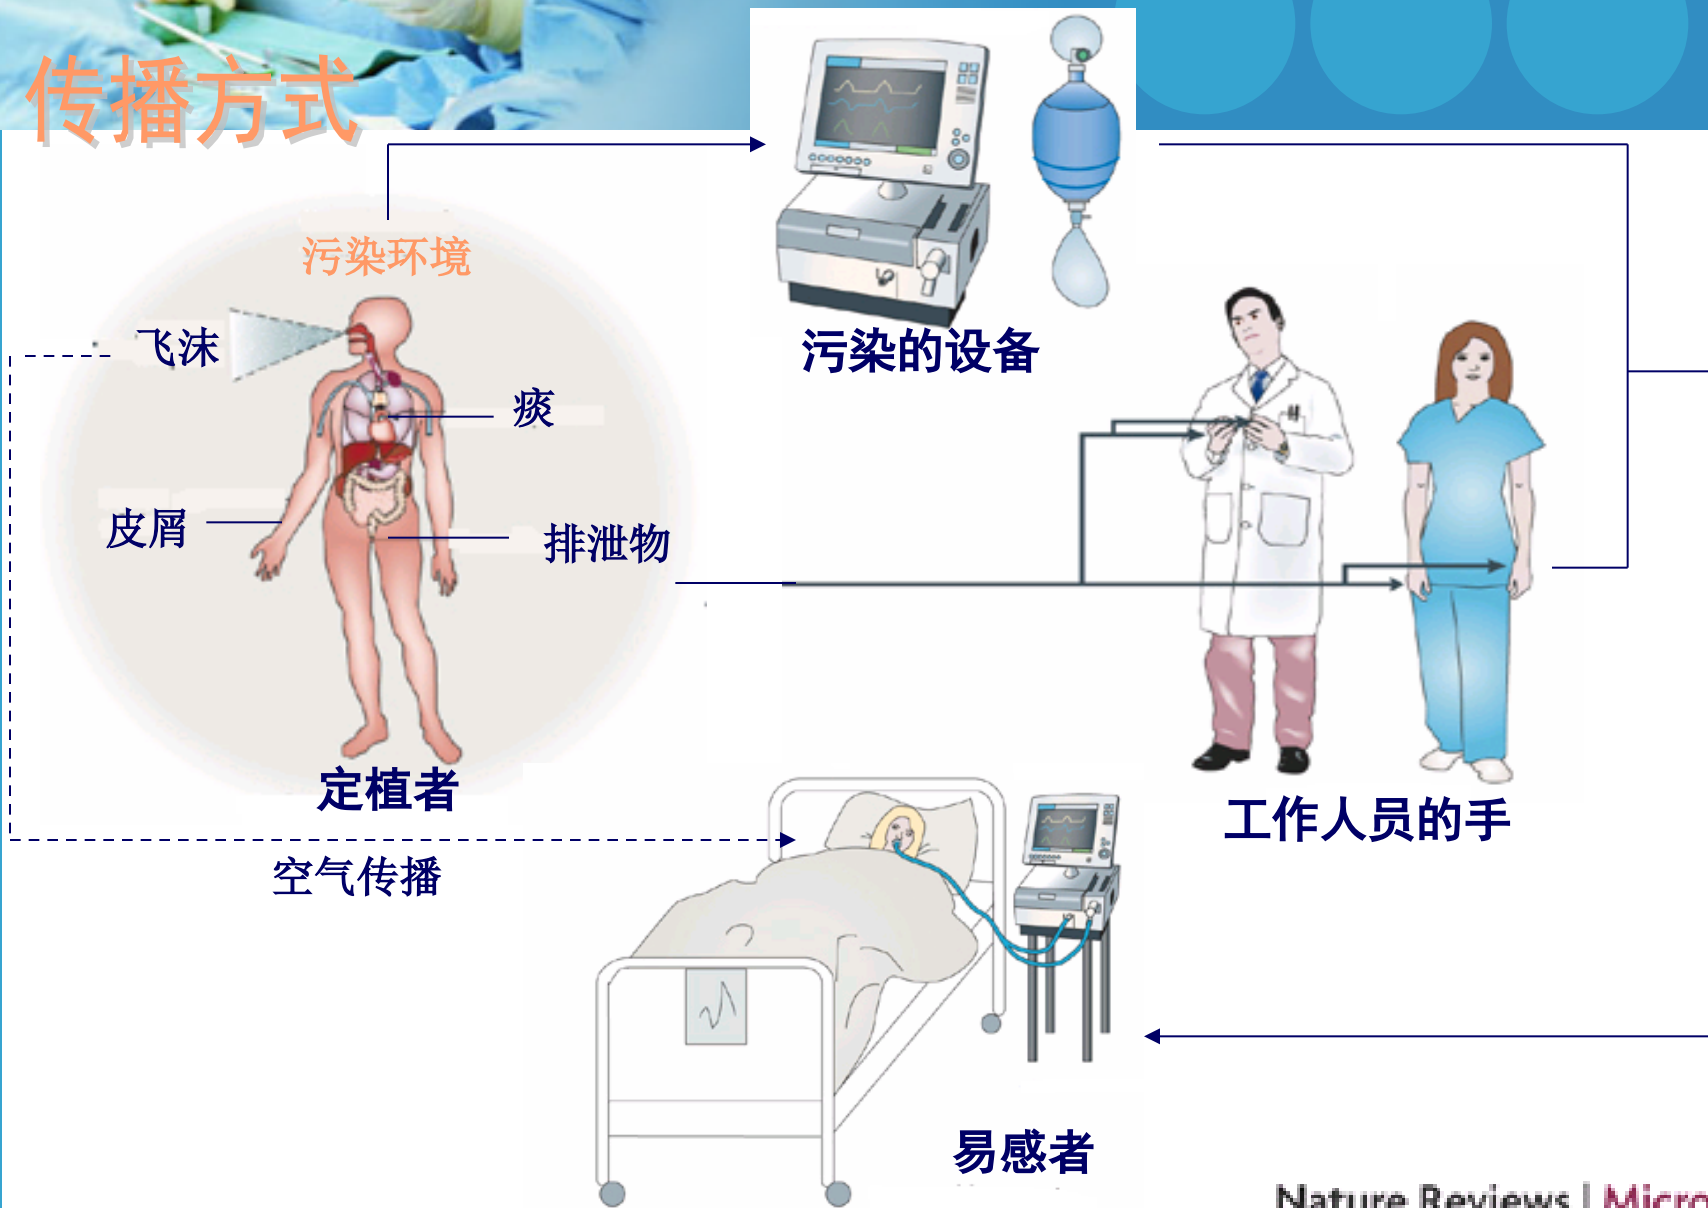 传播方式
污染环境
飞沫
痰
皮屑
排泄物
定植者
污染的设备
工作人员的手
空气传播
易感者
Nature Reviews | Micro